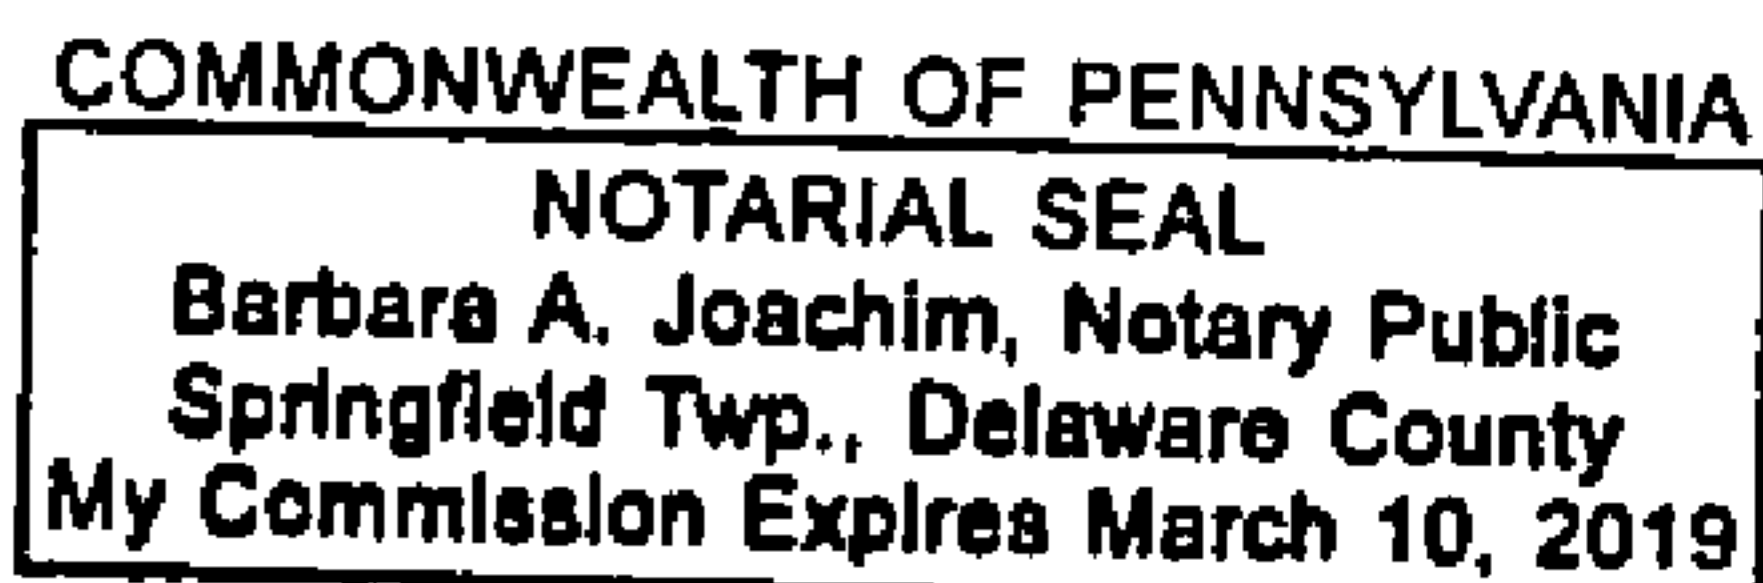 COMMONWEALTH OF PENNSYLVANIA
NOTARIAL SEAL
Barbara A. Joachim, Notary Public
Springfield Twp., Delaware County
My Commission Expires March 10, 2019